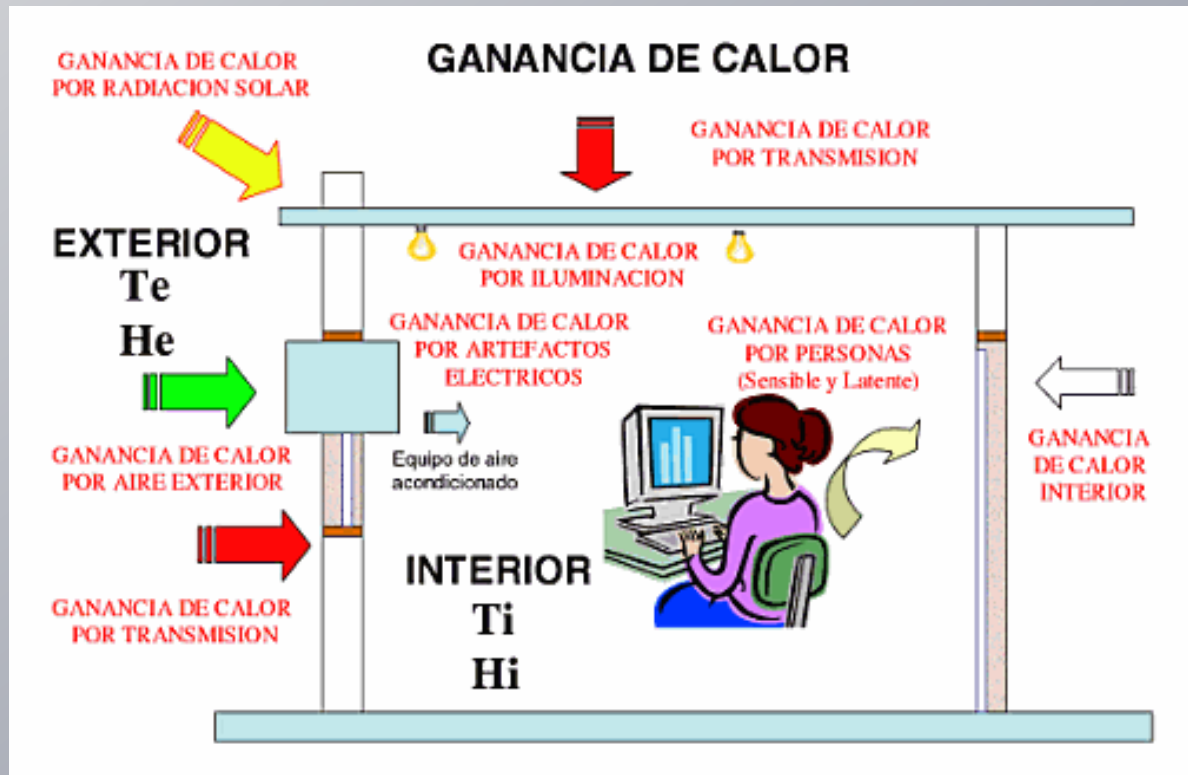 GANANCIA DE CALOR
GANANCIA DE CALOR
POR RADIACION SOLAR
GANANCIA DE CALOR
POR TRANSMISION
EXTERIOR
Te
He
GANANCIA DE CALOR
POR ILUMINACION
GANANCIA DE CALOR
POR ARTEFACTOS
ELECTRICOS
GANANCIA DE CALOR
POR PERSONAS
(Sensible y Latente)
GANANCIA DE CALOR
POR AIRE EXTERIOR
Equipo de aire
acondicionado
GANANCIA
DE CALOR
INTERIOR
GANANCIA DE CALOR
POR TRANSMISION
INTERIOR
Ti
Hi